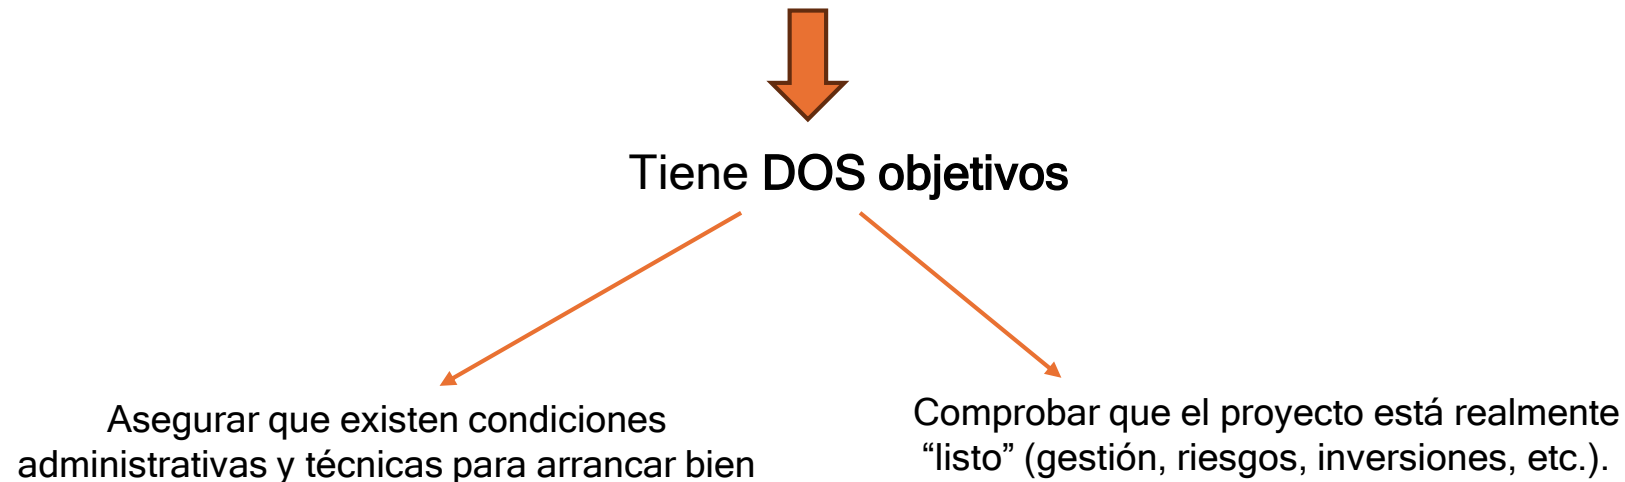 Tiene DOS objetivos
Asegurar que existen condiciones
administrativas y técnicas para arrancar bien
Comprobar que el proyecto está realmente
“listo” (gestión, riesgos, inversiones, etc.).